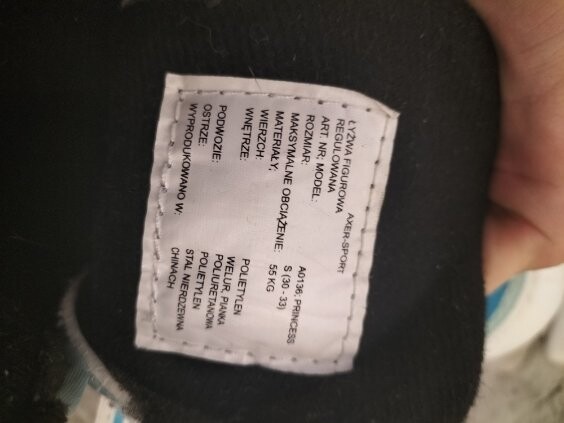 ŁYŻWA FIGUROWA AXER-SPORT
REGULOWANA
ART. NR; MODEL: A0136; PRINCESS
ROZMIAR: S (30 - 33)
MAKSYMALNE OBCIĄŻENIE: 55 KG
MATERIAŁY:
WIERZCH: POLIETYLEN
WNĘTRZE: WELUR, PIANKA
POLIURETANOWA
PODWOZIE: POLIETYLEN
OSTRZE: STAL NIERDZEWNA
WYPRODUKOWANO W: CHINACH